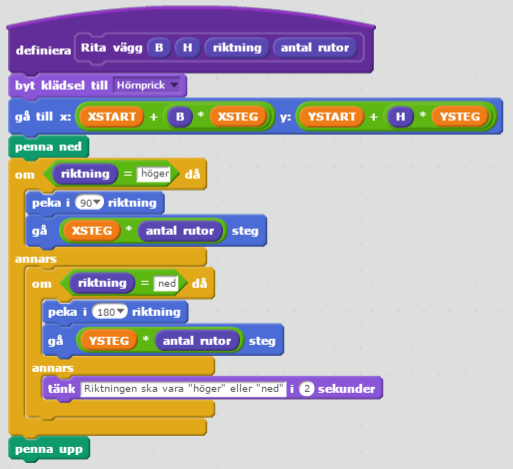 definiera Rita vägg B H riktning antal rutor
byt klädsel till Hörnprick
gå till x: XSTART + B * XSTEG y: YSTART + H * YSTEG
penna ned
om riktning = höger då
peka i 90 riktning
gå XSTEG * antal rutor steg
annars
om riktning = ned då
peka i 180 riktning
gå YSTEG * antal rutor steg
annars
tänk Riktningen ska vara "höger" eller "ned" i 2 sekunder
penna upp